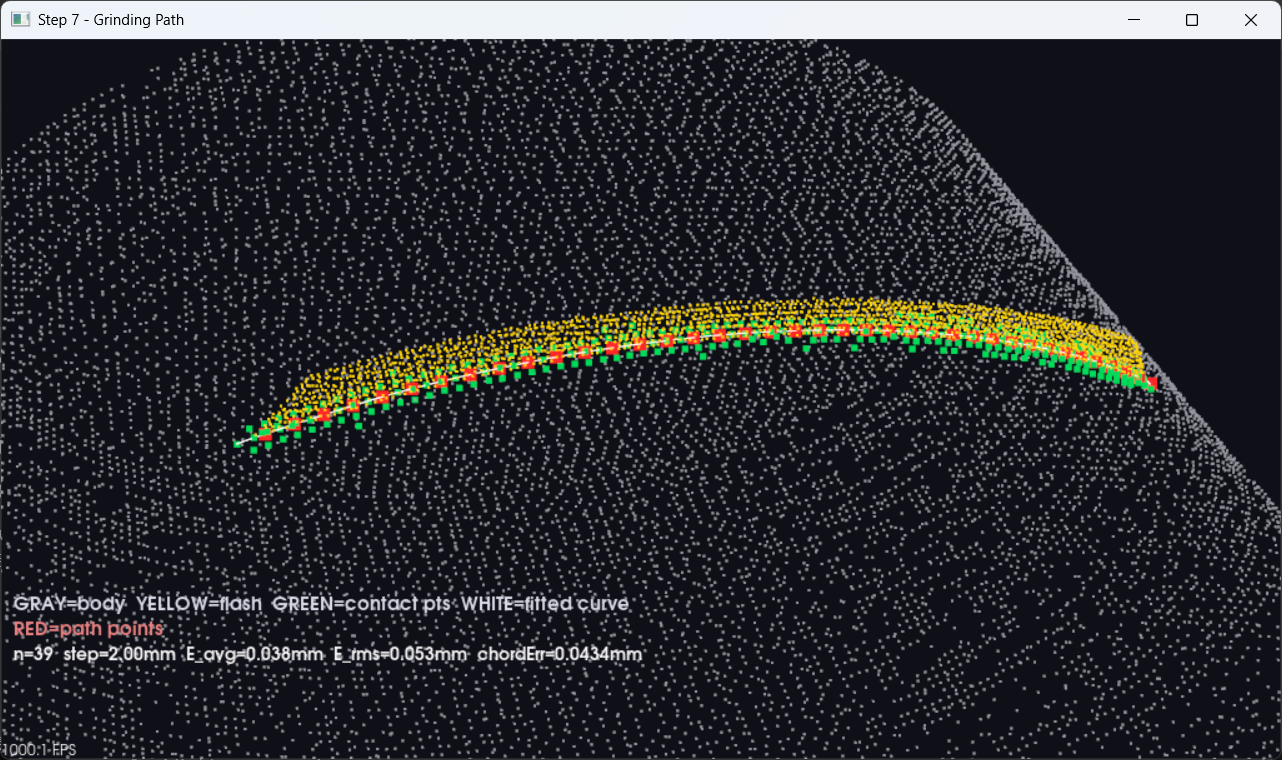 Step 7 - Grinding Path
GRAY=body YELLOW=flash GREEN=contact pts WHITE=fitted curve
RED=path points
n=39 step=2.00mm E_avg=0.038mm E_rms=0.053mm chordErr=0.0434mm
1000.1 FPS